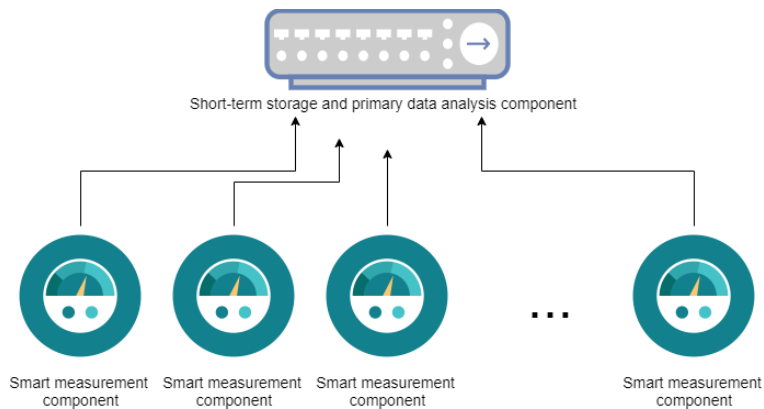 Short-term storage and primary data analysis component
...
Smart measurement
component
Smart measurement
component
Smart measurement
component
Smart measurement
component